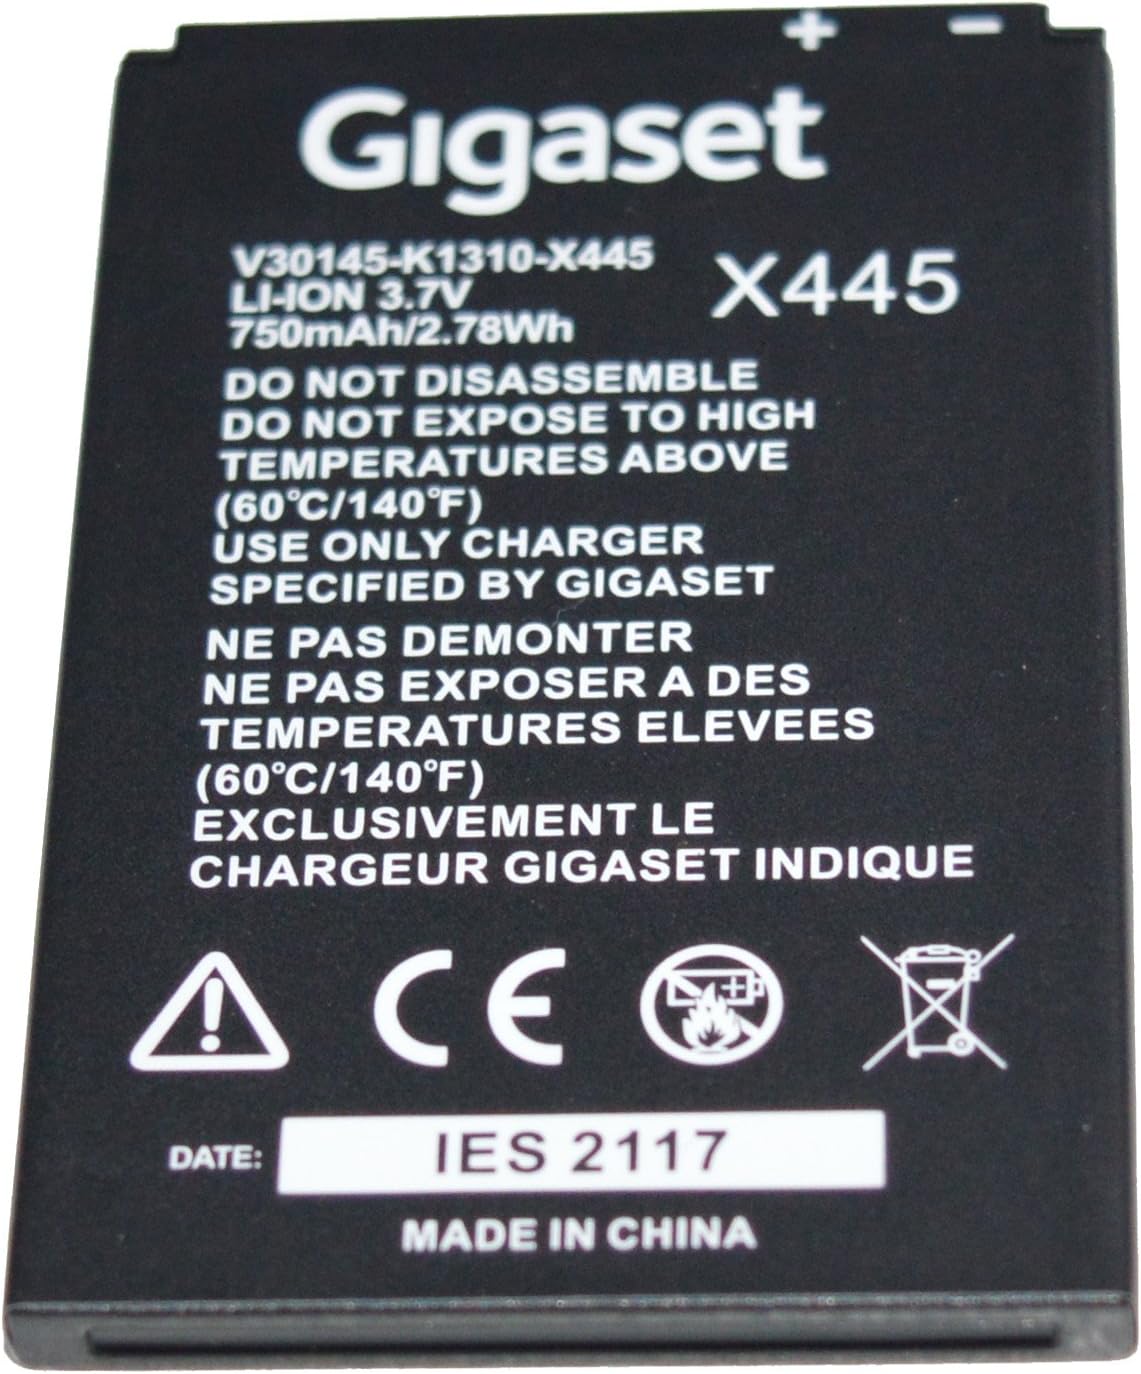 + −
Gigaset
V30145-K1310-X445
LI-ION 3.7V
750mAh/2.78Wh
X445
DO NOT DISASSEMBLE
DO NOT EXPOSE TO HIGH
TEMPERATURES ABOVE
(60°C/140°F)
USE ONLY CHARGER
SPECIFIED BY GIGASET
NE PAS DEMONTER
NE PAS EXPOSER A DES
TEMPERATURES ELEVEES
(60°C/140°F)
EXCLUSIVEMENT LE
CHARGEUR GIGASET INDIQUE
CE
DATE: IES 2117
MADE IN CHINA